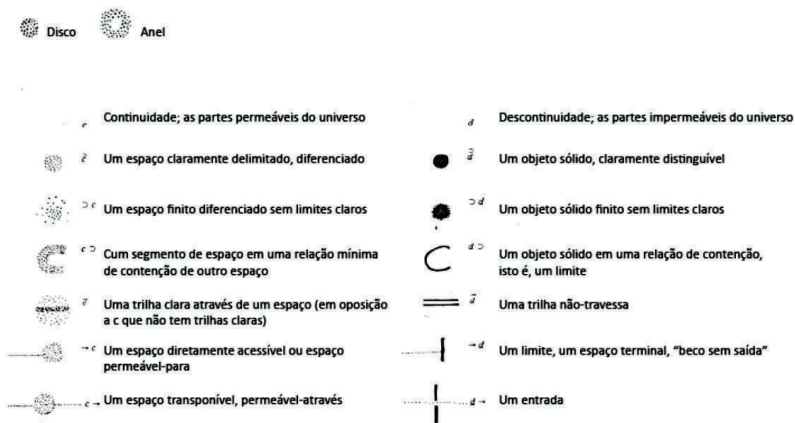 Disco Anel
c Continuidade; as partes permeáveis do universo
d Descontinuidade; as partes impermeáveis do universo
Um espaço claramente delimitado, diferenciado
Um objeto sólido, claramente distinguível
⊃ c Um espaço finito diferenciado sem limites claros
⊃ d Um objeto sólido finito sem limites claros
c ⊃ Cum segmento de espaço em uma relação mínima
de contenção de outro espaço
d ⊃ Um objeto sólido em uma relação de contenção,
isto é, um limite
Uma trilha clara através de um espaço (em oposição
a c que não tem trilhas claras)
Uma trilha não-travessa
→ c Um espaço diretamente acessível ou espaço
permeável-para
→ d Um limite, um espaço terminal, “beco sem saída”
c → Um espaço transponível, permeável-através
d → Um entrada